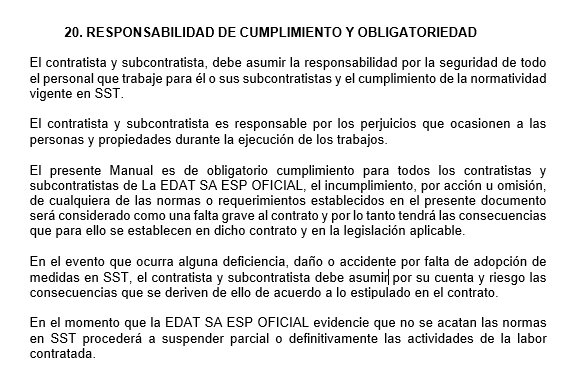 20. RESPONSABILIDAD DE CUMPLIMIENTO Y OBLIGATORIEDAD
El contratista y subcontratista, debe asumir la responsabilidad por la seguridad de todo
el personal que trabaje para él o sus subcontratistas y el cumplimiento de la normatividad
vigente en SST.
El contratista y subcontratista es responsable por los perjuicios que ocasionen a las
personas y propiedades durante la ejecución de los trabajos.
El presente Manual es de obligatorio cumplimiento para todos los contratistas y
subcontratistas de La EDAT SA ESP OFICIAL, el incumplimiento, por acción u omisión,
de cualquiera de las normas o requerimientos establecidos en el presente documento
será considerado como una falta grave al contrato y por lo tanto tendrá las consecuencias
que para ello se establecen en dicho contrato y en la legislación aplicable.
En el evento que ocurra alguna deficiencia, daño o accidente por falta de adopción de
medidas en SST, el contratista y subcontratista debe asumir por su cuenta y riesgo las
consecuencias que se deriven de ello de acuerdo a lo estipulado en el contrato.
En el momento que la EDAT SA ESP OFICIAL evidencie que no se acatan las normas
en SST procederá a suspender parcial o definitivamente las actividades de la labor
contratada.